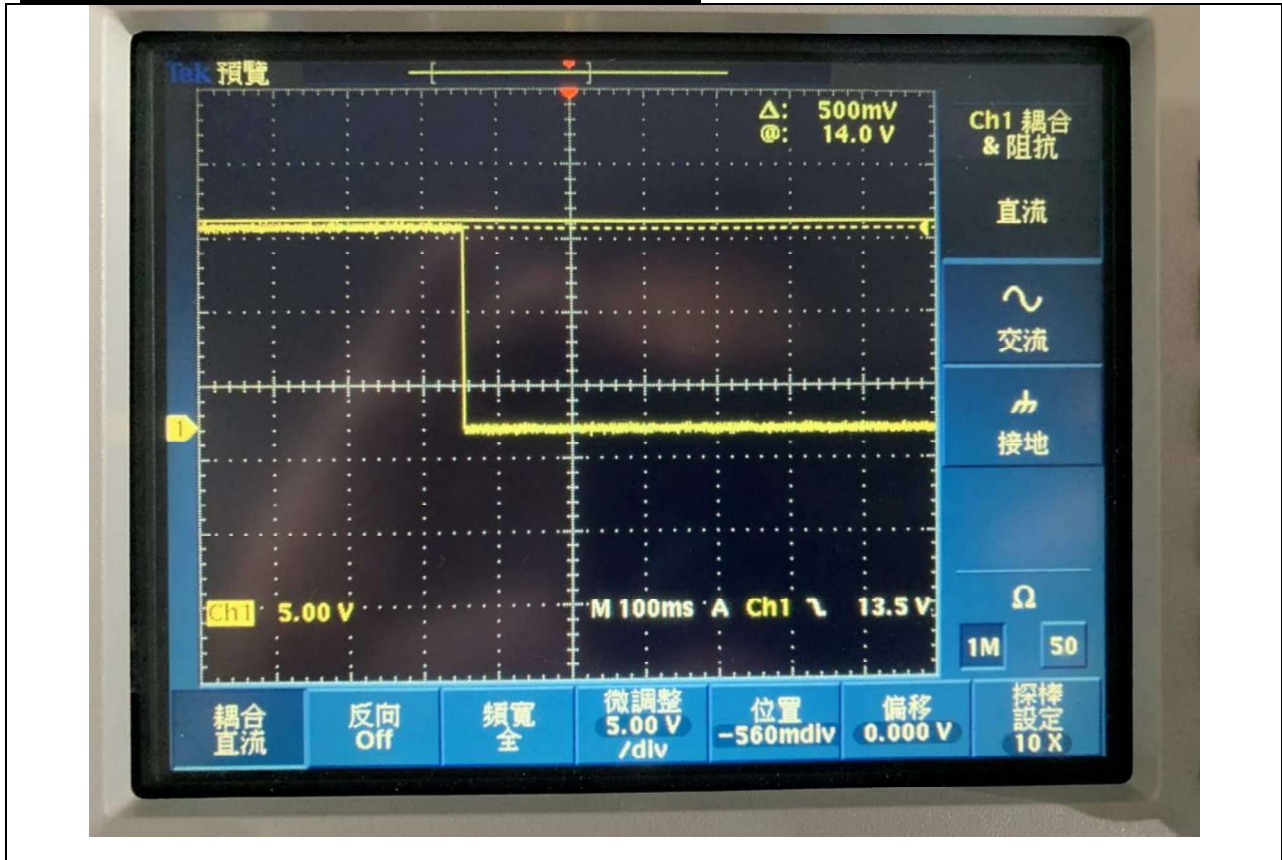 Tek 預覽
Δ: 500mV
@: 14.0 V
Ch1 耦合
& 阻抗
直流
交流
接地
Ω
1M 50
1
Ch1 5.00 V M 100ms A Ch1 13.5 V
耦合
直流
反向
Off
頻寬
全
微調整
5.00 V
/div
位置
-560mdiv
偏移
0.000 V
探棒
設定
10 X